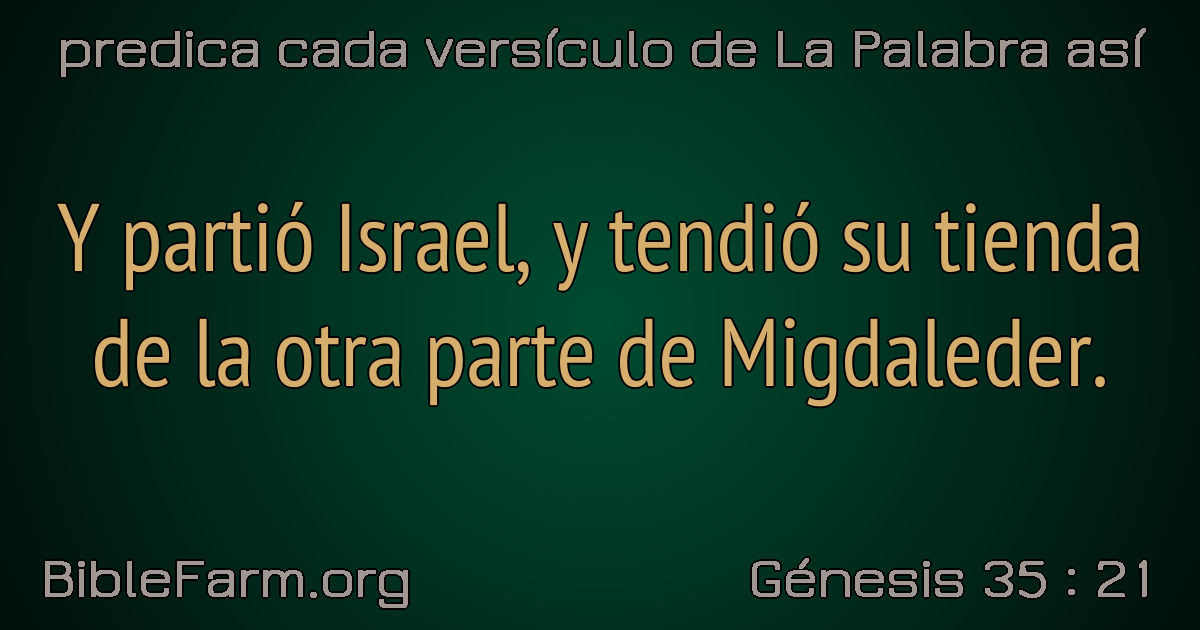 predica cada versículo de La Palabra así
Y partió Israel, y tendió su tienda
de la otra parte de Migdaleder.
BibleFarm.org
Génesis 35 : 21